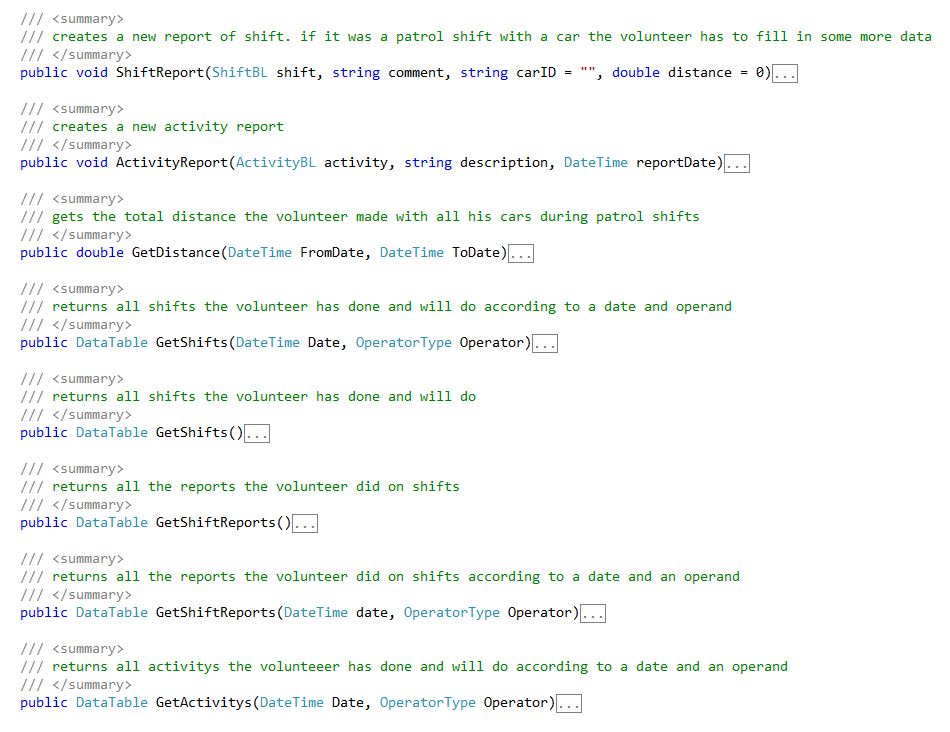 /// <summary>
/// creates a new report of shift. if it was a patrol shift with a car the volunteer has to fill in some more data
/// </summary>
public void ShiftReport(ShiftBL shift, string comment, string carID = "", double distance = 0)...
/// <summary>
/// creates a new activity report
/// </summary>
public void ActivityReport(ActivityBL activity, string description, DateTime reportDate)...
/// <summary>
/// gets the total distance the volunteer made with all his cars during patrol shifts
/// </summary>
public double GetDistance(DateTime FromDate, DateTime ToDate)...
/// <summary>
/// returns all shifts the volunteer has done and will do according to a date and operand
/// </summary>
public DataTable GetShifts(DateTime Date, OperatorType Operator)...
/// <summary>
/// returns all shifts the volunteer has done and will do
/// </summary>
public DataTable GetShifts()...
/// <summary>
/// returns all the reports the volunteer did on shifts
/// </summary>
public DataTable GetShiftReports()...
/// <summary>
/// returns all the reports the volunteer did on shifts according to a date and an operand
/// </summary>
public DataTable GetShiftReports(DateTime date, OperatorType Operator)...
/// <summary>
/// returns all activitys the volunteeer has done and will do according to a date and an operand
/// </summary>
public DataTable GetActivitys(DateTime Date, OperatorType Operator)...